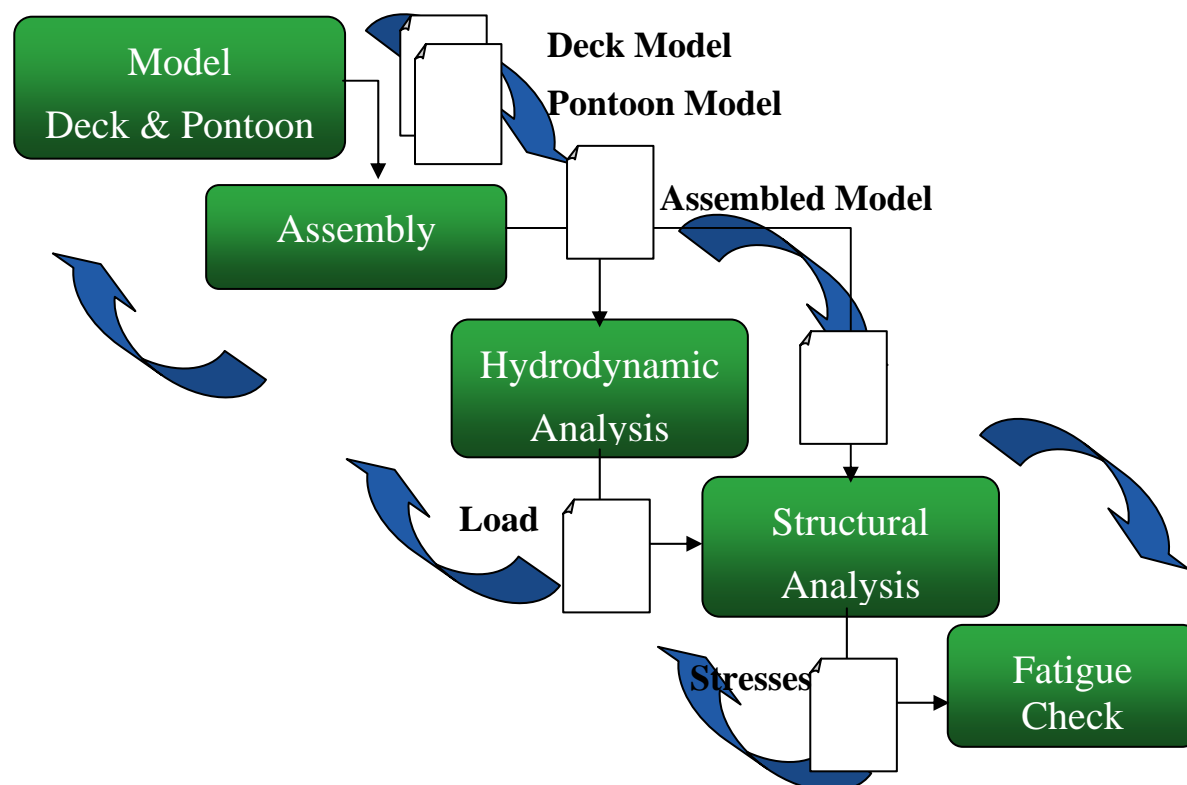 Model
Deck & Pontoon
Deck Model
Pontoon Model
Assembly
Assembled Model
Hydrodynamic
Analysis
Load
Structural
Analysis
Stresses
Fatigue
Check